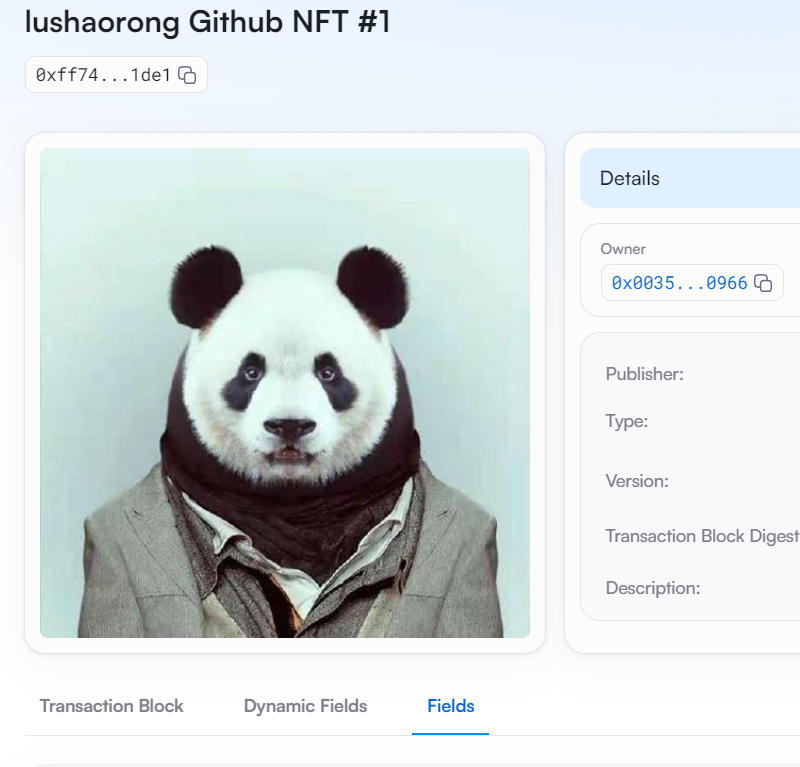 lushaorong Github NFT #1
0xff74...1de1
Details
Owner
0x0035...0966
Publisher:
Type:
Version:
Transaction Block Digest
Description:
Transaction Block
Dynamic Fields
Fields